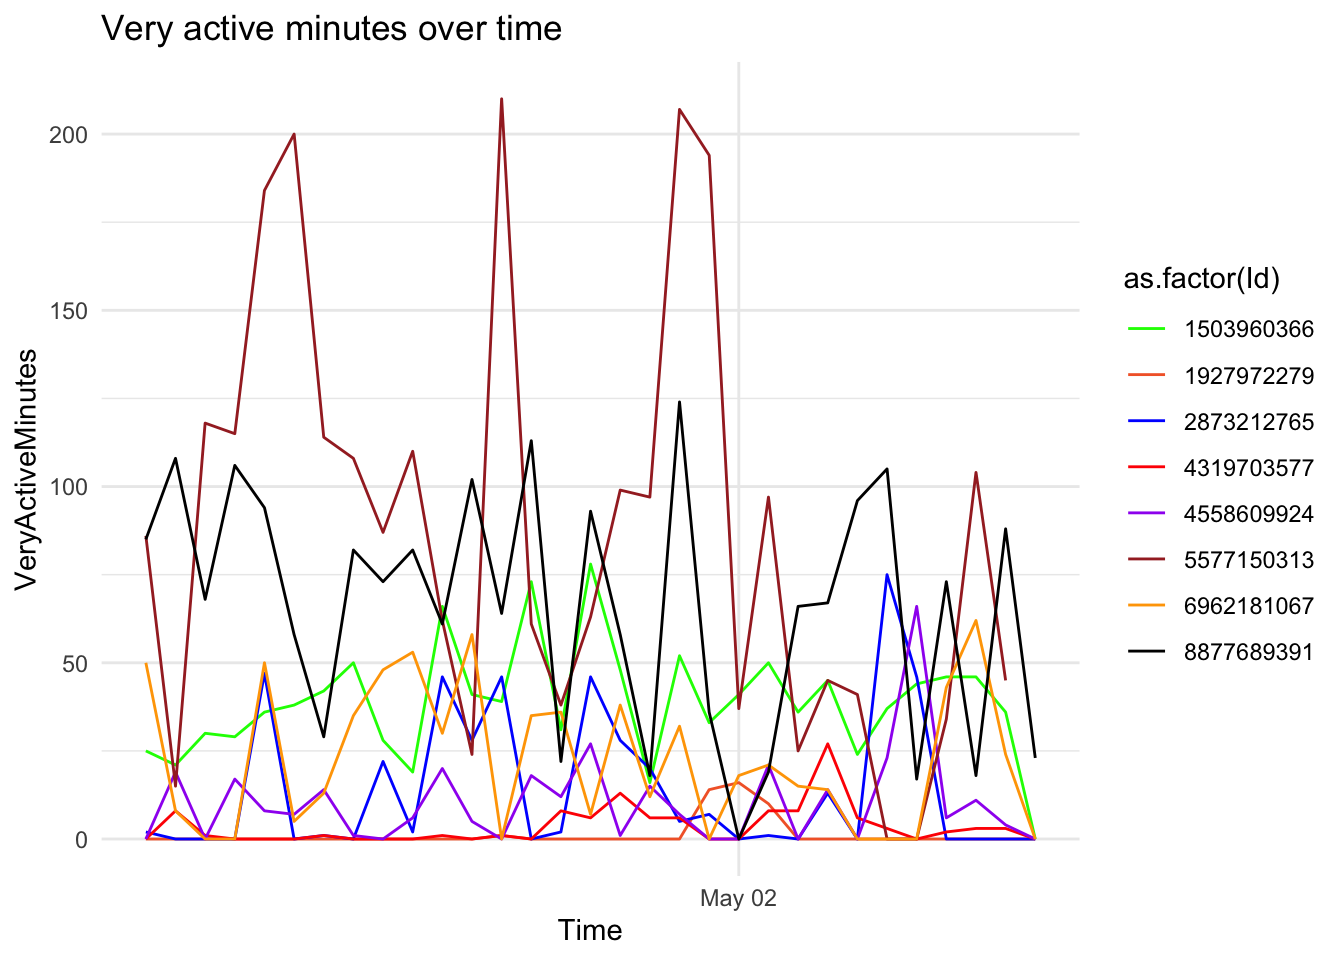 Very active minutes over time
VeryActiveMinutes
200
150
100
50
0
May 02
Time
as.factor(Id)
1503960366
1927972279
2873212765
4319703577
4558609924
5577150313
6962181067
8877689391